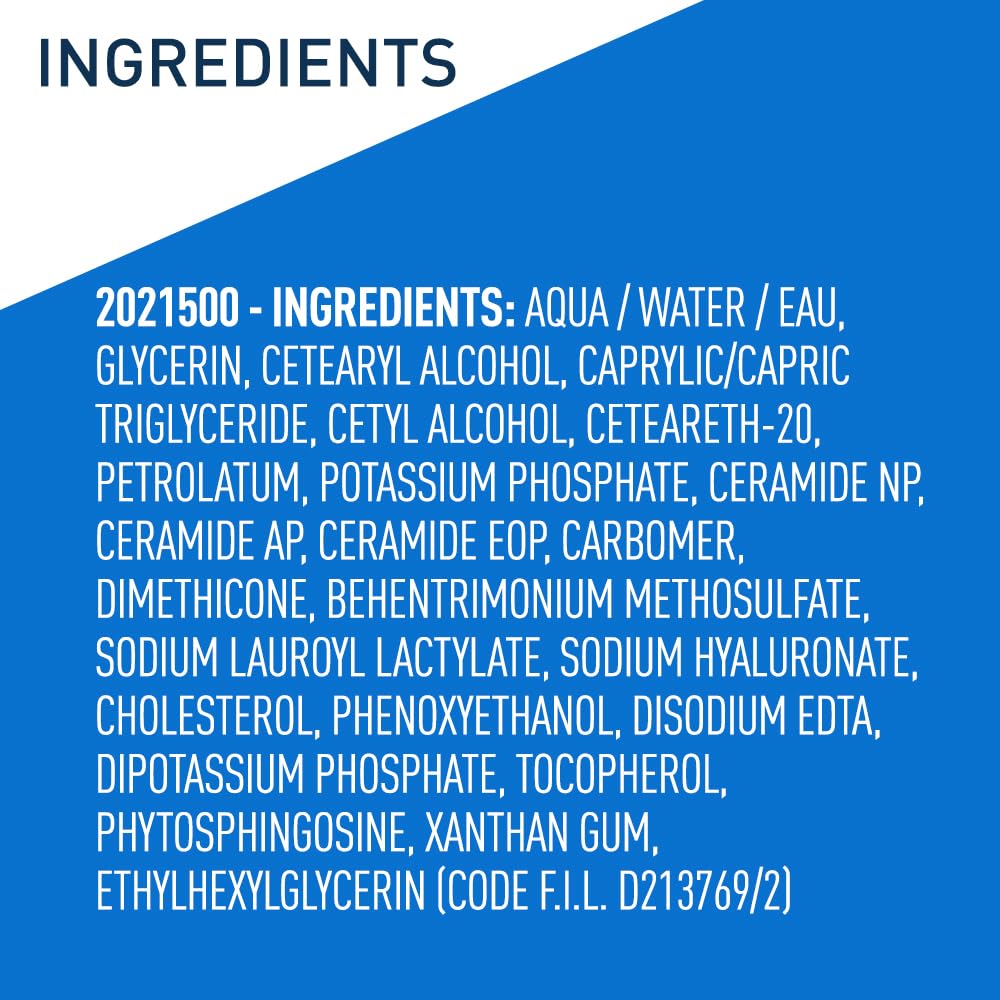 INGREDIENTS
2021500 - INGREDIENTS: AQUA / WATER / EAU,
GLYCERIN, CETEARYL ALCOHOL, CAPRYLIC/CAPRIC
TRIGLYCERIDE, CETYL ALCOHOL, CETEARETH-20,
PETROLATUM, POTASSIUM PHOSPHATE, CERAMIDE NP,
CERAMIDE AP, CERAMIDE EOP, CARBOMER,
DIMETHICONE, BEHENTRIMONIUM METHOSULFATE,
SODIUM LAUROYL LACTYLATE, SODIUM HYALURONATE,
CHOLESTEROL, PHENOXYETHANOL, DISODIUM EDTA,
DIPOTASSIUM PHOSPHATE, TOCOPHEROL,
PHYTOSPHINGOSINE, XANTHAN GUM,
ETHYLHEXYLGLYCERIN (CODE F.I.L. D213769/2)